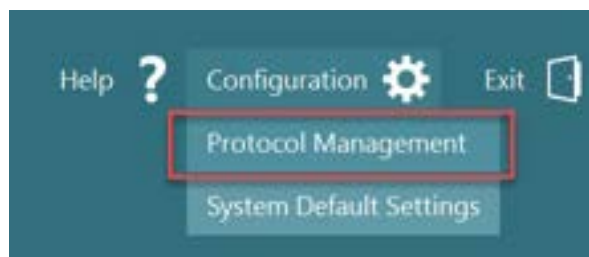 Help ? Configuration Exit
Protocol Management
System Default Settings